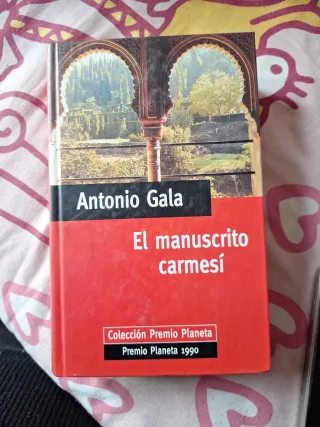 Antonio Gala
El manuscrito
carmesí
Colección Premio Planeta
Premio Planeta 1990